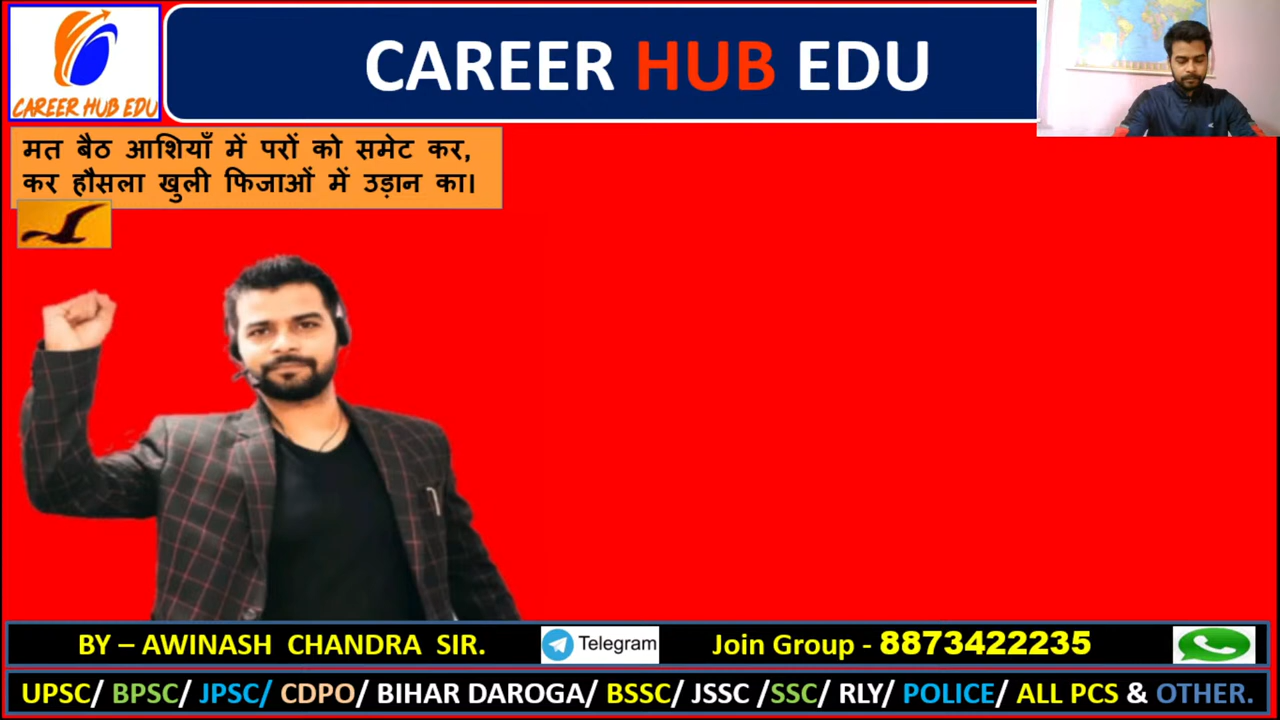 CAREER HUB EDU
CAREER HUB EDU
मत बैठ आशियाँ में परों को समेट कर,
कर हौसला खुली फिजाओं में उड़ान का।
BY – AWINASH CHANDRA SIR.
Telegram
Join Group - 8873422235
UPSC/ BPSC/ JPSC/ CDPO/ BIHAR DAROGA/ BSSC/ JSSC /SSC/ RLY/ POLICE/ ALL PCS & OTHER.